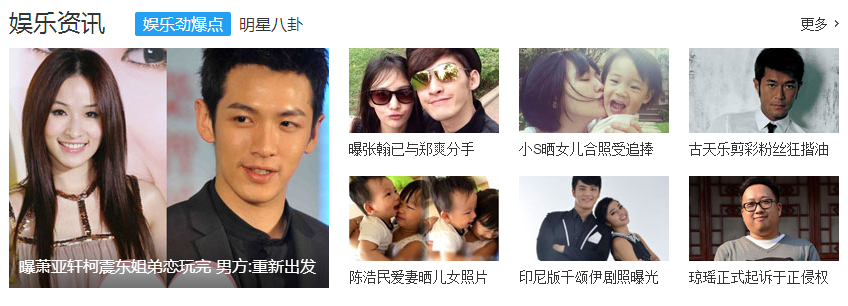 娱乐资讯 娱乐劲爆点 明星八卦 更多 >
曝萧亚轩柯震东姐弟恋玩完 男方:重新出发
曝张翰已与郑爽分手
小S晒女儿合照受追捧
古天乐剪彩粉丝狂揩油
陈浩民爱妻晒儿女照片
印尼版千颂伊剧照曝光
琼瑶正式起诉于正侵权